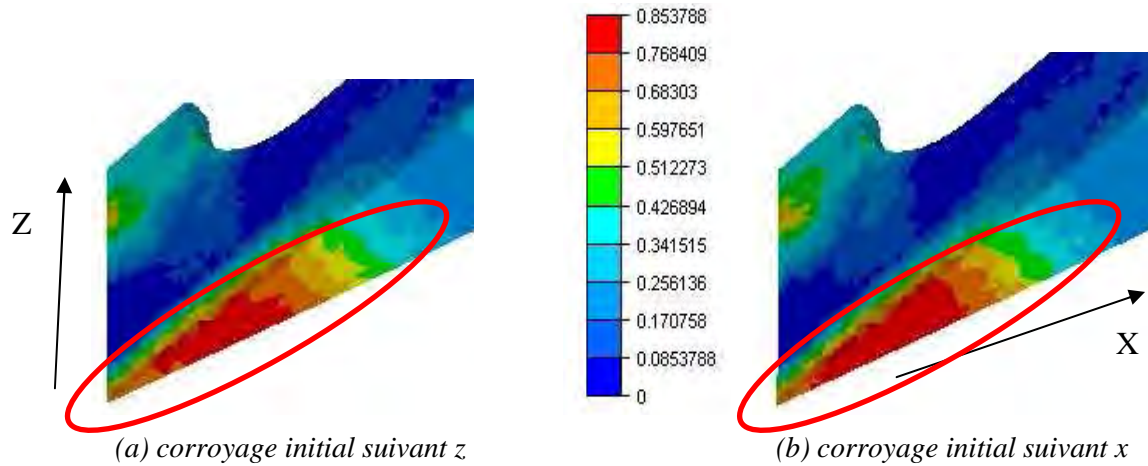 0.853788
0.768409
0.68303
0.597651
0.512273
0.426894
0.341515
0.256136
0.170758
0.0853788
0
Z
X
(a) corroyage initial suivant z
(b) corroyage initial suivant x